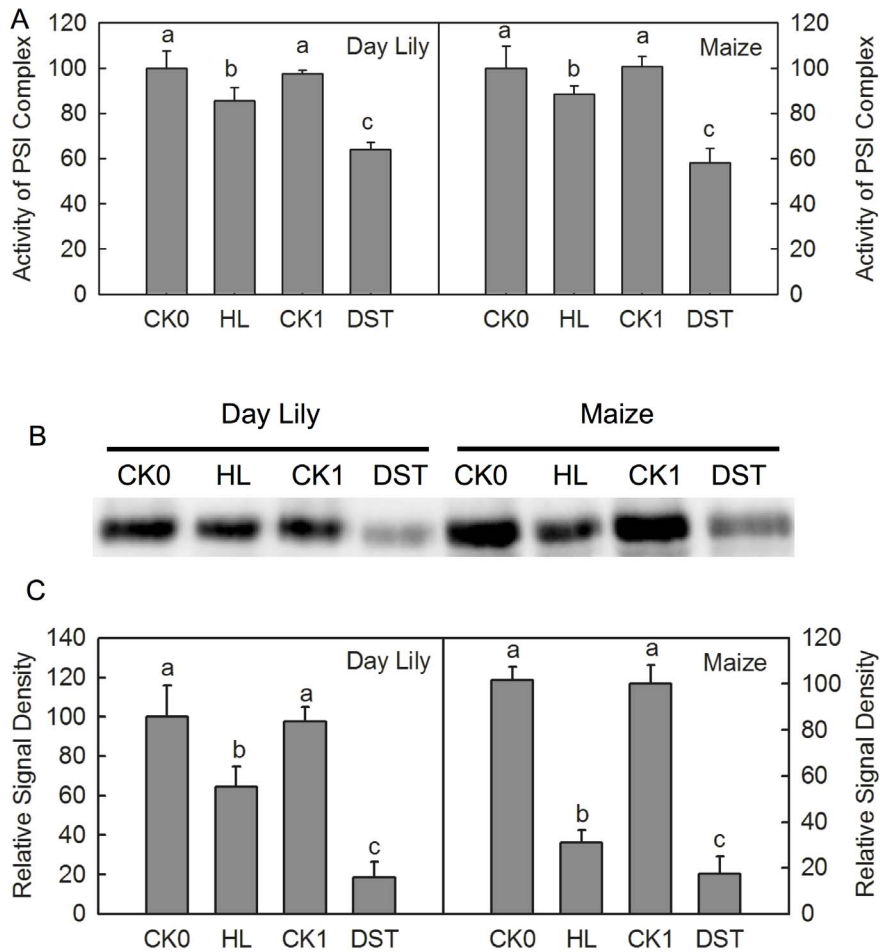 A
Activity of PSI Complex
120
100
80
60
40
20
0
a
b
a
c
Day Lily
CK0 HL CK1 DST
a
b
a
c
Maize
CK0 HL CK1 DST
120
100
80
60
40
20
0
Activity of PSI Complex
B
Day Lily Maize
CK0 HL CK1 DST CK0 HL CK1 DST
C
Relative Signal Density
140
120
100
80
60
40
20
0
a
b
a
c
Day Lily
CK0 HL CK1 DST
a
b
a
c
Maize
CK0 HL CK1 DST
120
100
80
60
40
20
0
Relative Signal Density